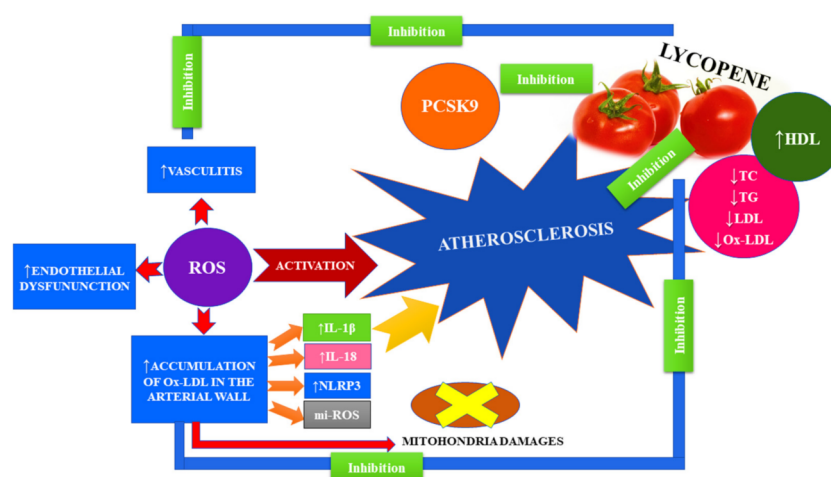 Inhibition
LYCOPENE
Inhibition
Inhibition
PCSK9
↑HDL
Inhibition
↑VASCULITIS
↓TC
↓TG
↓LDL
↓Ox-LDL
ATHEROSCLEROSIS
ROS
ACTIVATION
↑ENDOTHELIAL
DYSFUNUNCTION
Inhibition
↑IL-1β
↑IL-18
↑NLRP3
mi-ROS
↑ACCUMULATION
OF Ox-LDL IN THE
ARTERIAL WALL
MITOHONDRIA DAMAGES
Inhibition